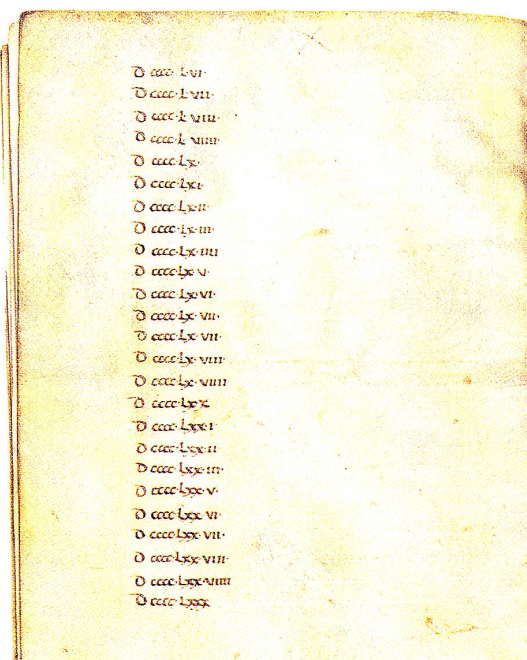 D cccc L vi
D cccc L vii
D cccc L viii
D cccc L viiii
D cccc Lx
D cccc Lx i
D cccc Lx ii
D cccc Lx iii
D cccc Lx iiii
D cccc Lx v
D cccc Lx vi
D cccc Lx vii
D cccc Lx vii
D cccc Lx viii
D cccc Lx viiii
D cccc Lxx
D cccc Lxx i
D cccc Lxx ii
D cccc Lxx iii
D cccc Lxx v
D cccc Lxx vi
D cccc Lxx vii
D cccc Lxx viii
D cccc Lxx viiii
D cccc Lxxx